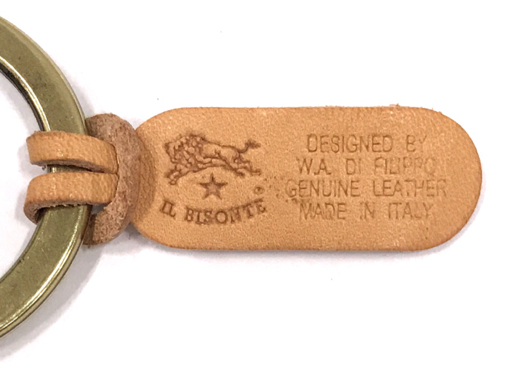 IL BISONTE®
DESIGNED BY
W.A. DI FILIPPO
GENUINE LEATHER
MADE IN ITALY